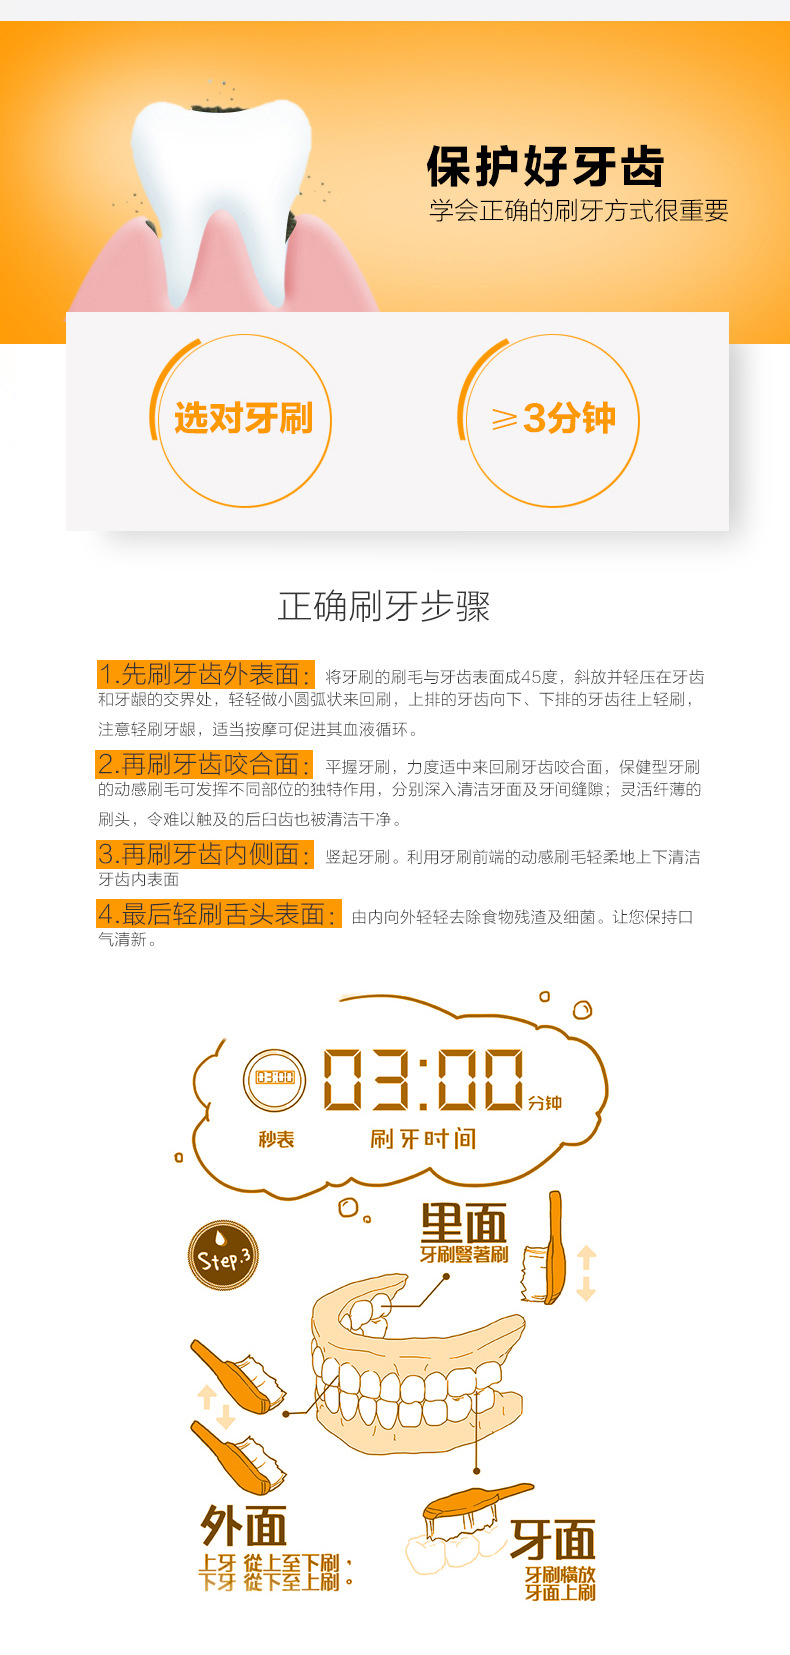 保护好牙齿
学会正确的刷牙方式很重要
选对牙刷
≥3分钟
正确刷牙步骤
1.先刷牙齿外表面：将牙刷的刷毛与牙齿表面成45度，斜放并轻压在牙齿
和牙龈的交界处，轻轻做小圆弧状来回刷，上排的牙齿向下、下排的牙齿往上轻刷，
注意轻刷牙龈，适当按摩可促进其血液循环。
2.再刷牙齿咬合面：平握牙刷，力度适中来回刷牙齿咬合面，保健型牙刷
的动感刷毛可发挥不同部位的独特作用，分别深入清洁牙面及牙间缝隙；灵活纤薄的
刷头，令难以触及的后臼齿也被清洁干净。
3.再刷牙齿内侧面：竖起牙刷。利用牙刷前端的动感刷毛轻柔地上下清洁
牙齿内表面
4.最后轻刷舌头表面：由内向外轻轻去除食物残渣及细菌。让您保持口
气清新。
03:00
03:00分钟
秒表 刷牙时间
里面
牙刷豎著刷
Step.3
外面
上牙 從上至下刷，
下牙 從下至上刷。
牙面
牙刷橫放
牙面上刷